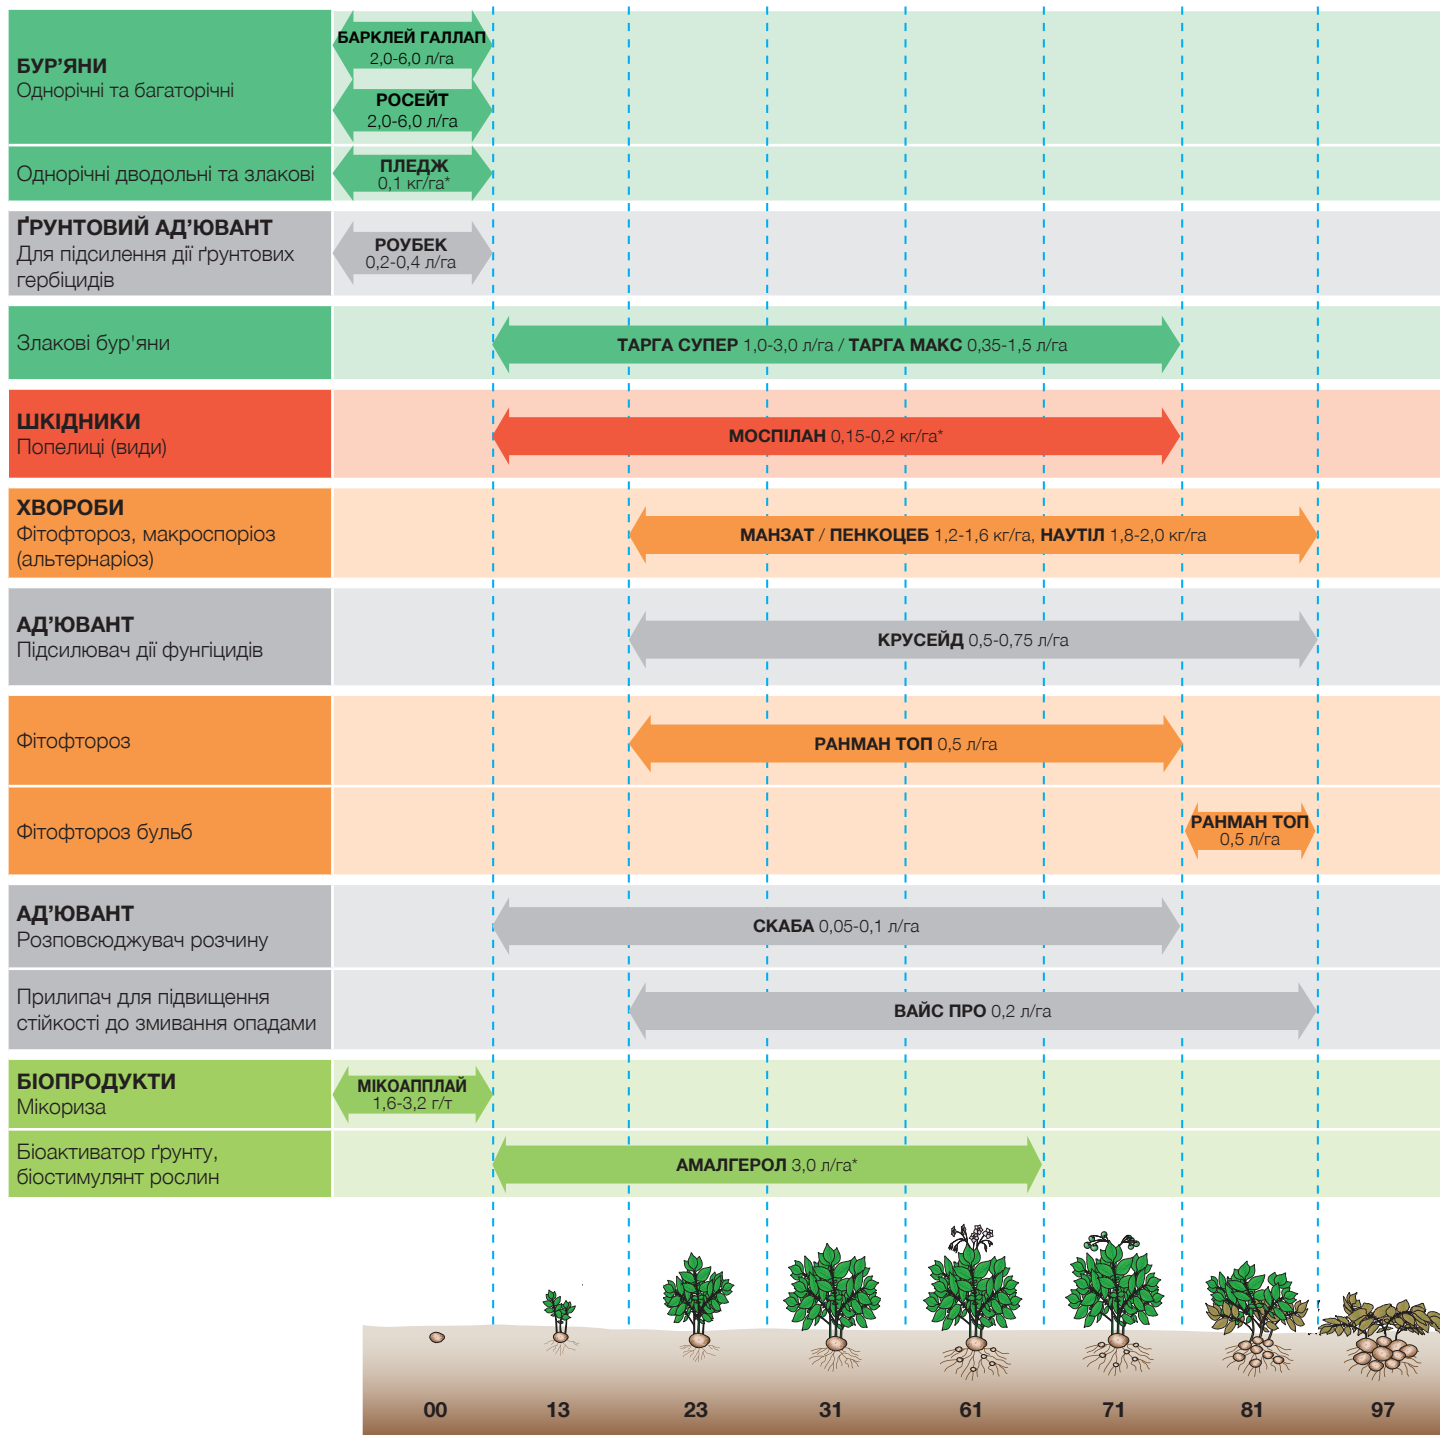 БУР’ЯНИ
Однорічні та багаторічні
БАРКЛЕЙ ГАЛЛАП
2,0-6,0 л/га
РОСЕЙТ
2,0-6,0 л/га
Однорічні дводольні та злакові
ПЛЕДЖ
0,1 кг/га*
ҐРУНТОВИЙ АД’ЮВАНТ
Для підсилення дії ґрунтових
гербіцидів
РОУБЕК
0,2-0,4 л/га
Злакові бур'яни
ТАРГА СУПЕР 1,0-3,0 л/га / ТАРГА МАКС 0,35-1,5 л/га
ШКІДНИКИ
Попелиці (види)
МОСПІЛАН 0,15-0,2 кг/га*
ХВОРОБИ
Фітофтороз, макроспоріоз
(альтернаріоз)
МАНЗАТ / ПЕНКОЦЕБ 1,2-1,6 кг/га, НАУТІЛ 1,8-2,0 кг/га
АД’ЮВАНТ
Підсилювач дії фунгіцидів
КРУСЕЙД 0,5-0,75 л/га
Фітофтороз
РАНМАН ТОП 0,5 л/га
Фітофтороз бульб
РАНМАН ТОП
0,5 л/га
АД’ЮВАНТ
Розповсюджувач розчину
СКАБА 0,05-0,1 л/га
Прилипач для підвищення
стійкості до змивання опадами
ВАЙС ПРО 0,2 л/га
БІОПРОДУКТИ
Мікориза
МІКОАППЛАЙ
1,6-3,2 г/т
Біоактиватор ґрунту,
біостимулянт рослин
АМАЛГЕРОЛ 3,0 л/га*
00 13 23 31 61 71 81 97